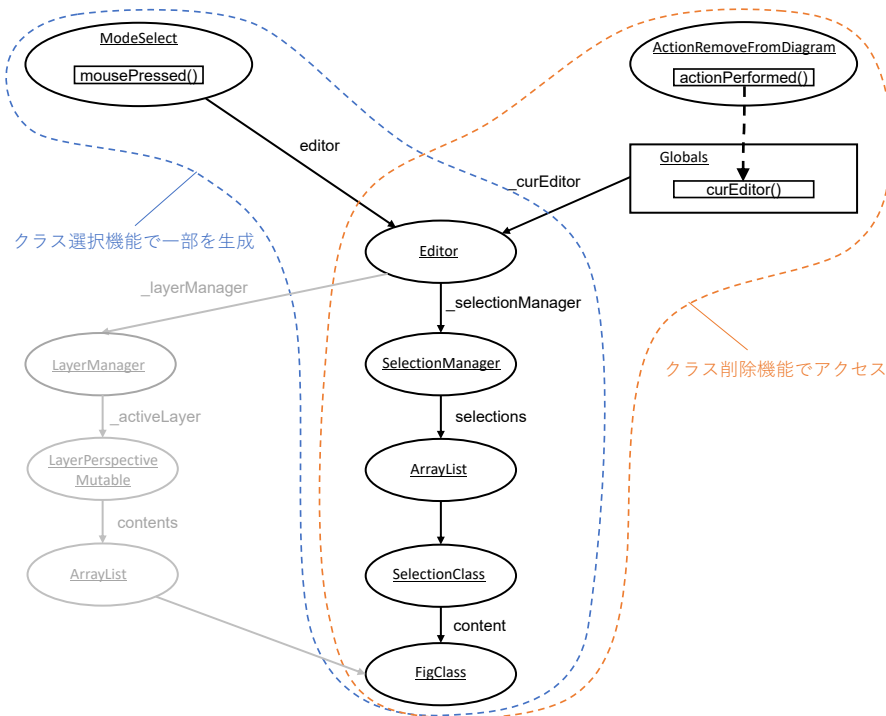 ModeSelect
mousePressed()
ActionRemoveFromDiagram
actionPerformed()
editor
Globals
_curEditor
curEditor()
クラス選択機能で一部を生成
Editor
_layerManager
_selectionManager
LayerManager
SelectionManager
クラス削除機能でアクセス
_activeLayer
selections
LayerPerspective
Mutable
ArrayList
contents
ArrayList
SelectionClass
content
FigClass